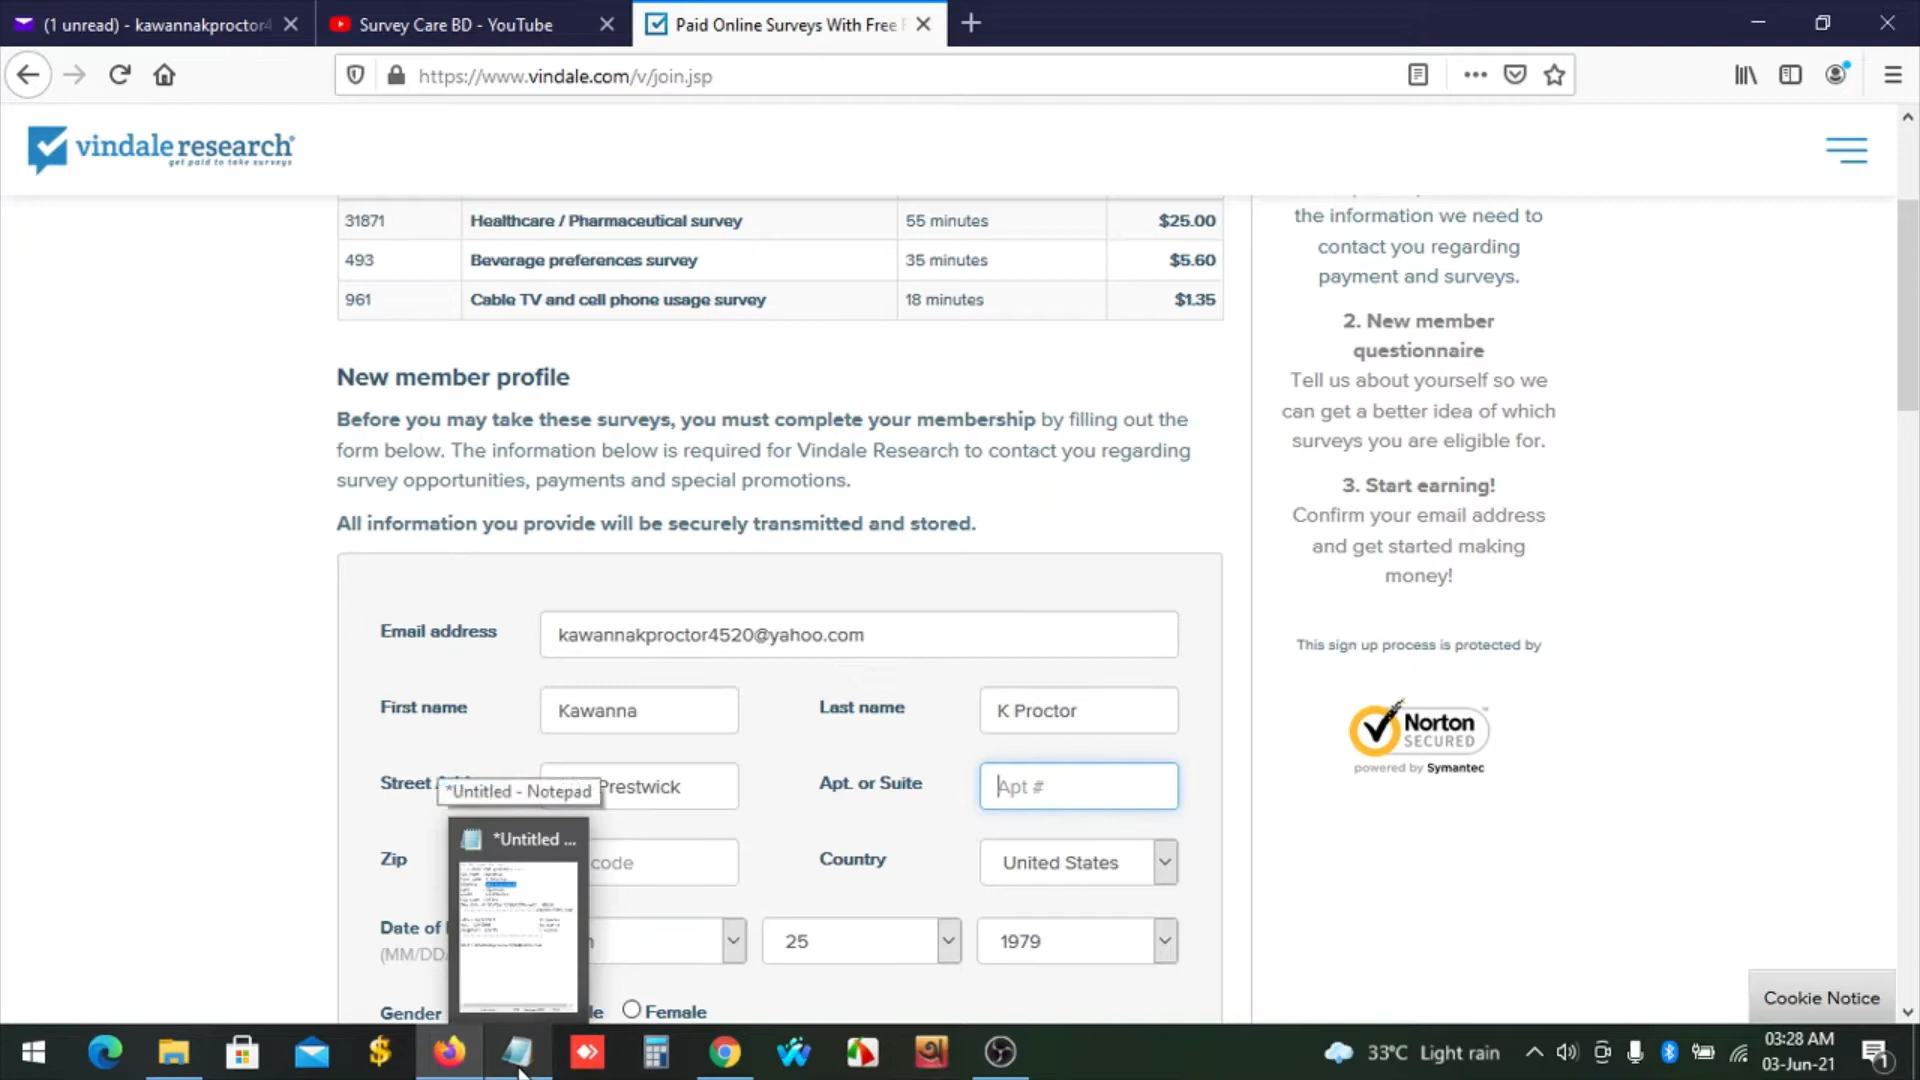 (1 unread) - kawannakproctor4
Survey Care BD - YouTube
Paid Online Surveys With Free
https://www.vindale.com/v/join.jsp
vindale research
get paid to take surveys
31871 Healthcare / Pharmaceutical survey 55 minutes $25.00
493 Beverage preferences survey 35 minutes $5.60
961 Cable TV and cell phone usage survey 18 minutes $1.35
New member profile
Before you may take these surveys, you must complete your membership by filling out the
form below. The information below is required for Vindale Research to contact you regarding
survey opportunities, payments and special promotions.
All information you provide will be securely transmitted and stored.
Email address kawannakproctor4520@yahoo.com
First name Kawanna Last name K Proctor
Street Prestwick Apt. or Suite Apt #
*Untitled - Notepad
*Untitled ...
Zip code Country United States
Date of 25 1979
(MM/DD/
Gender Female
the information we need to
contact you regarding
payment and surveys.
2. New member
questionnaire
Tell us about yourself so we
can get a better idea of which
surveys you are eligible for.
3. Start earning!
Confirm your email address
and get started making
money!
This sign up process is protected by
Norton
SECURED
powered by Symantec
Cookie Notice
33°C Light rain
03:28 AM
03-Jun-21
1